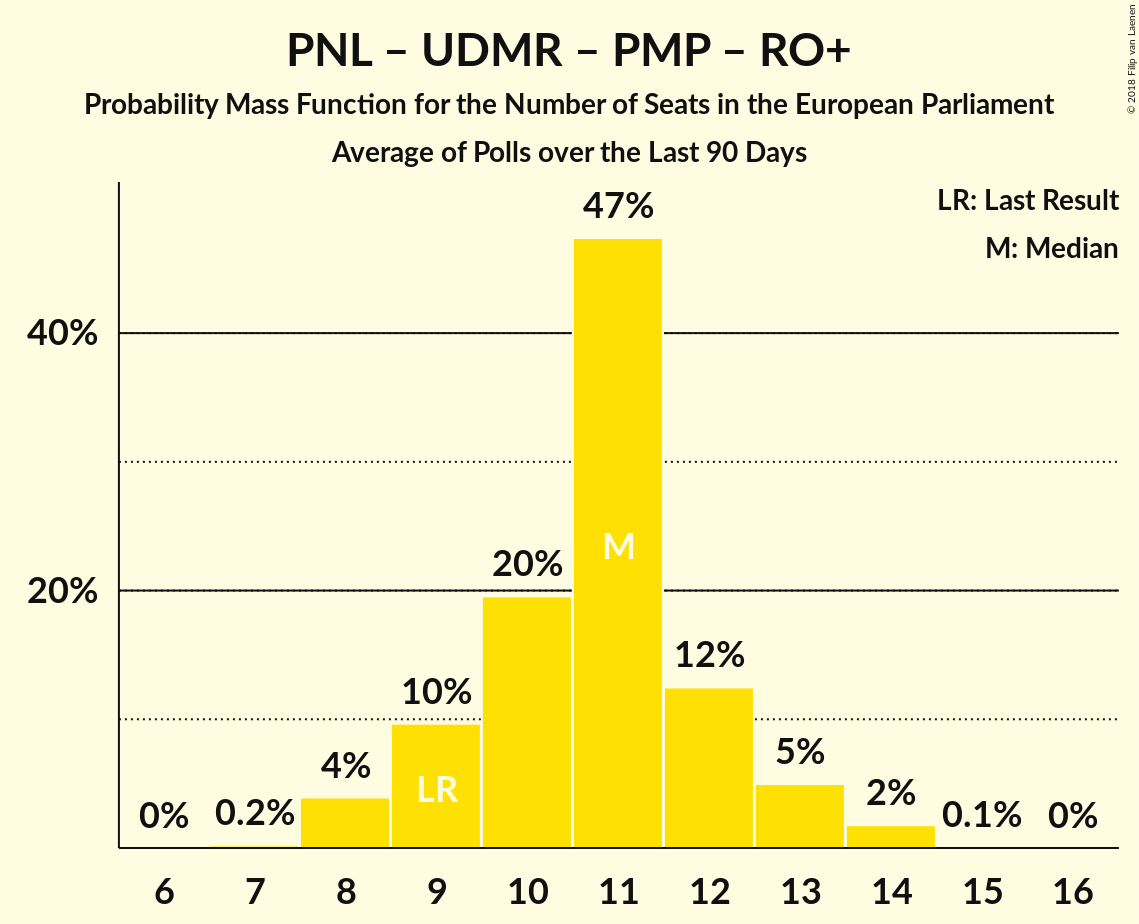 PNL – UDMR – PMP – RO+
Probability Mass Function for the Number of Seats in the European Parliament
Average of Polls over the Last 90 Days
© 2018 Filip van Laenen
LR: Last Result
M: Median
47%
40%
M
20%
20%
12%
10%
LR
5%
4%
2%
0%
0.2%
0.1%
0%
6 7 8 9 10 11 12 13 14 15 16